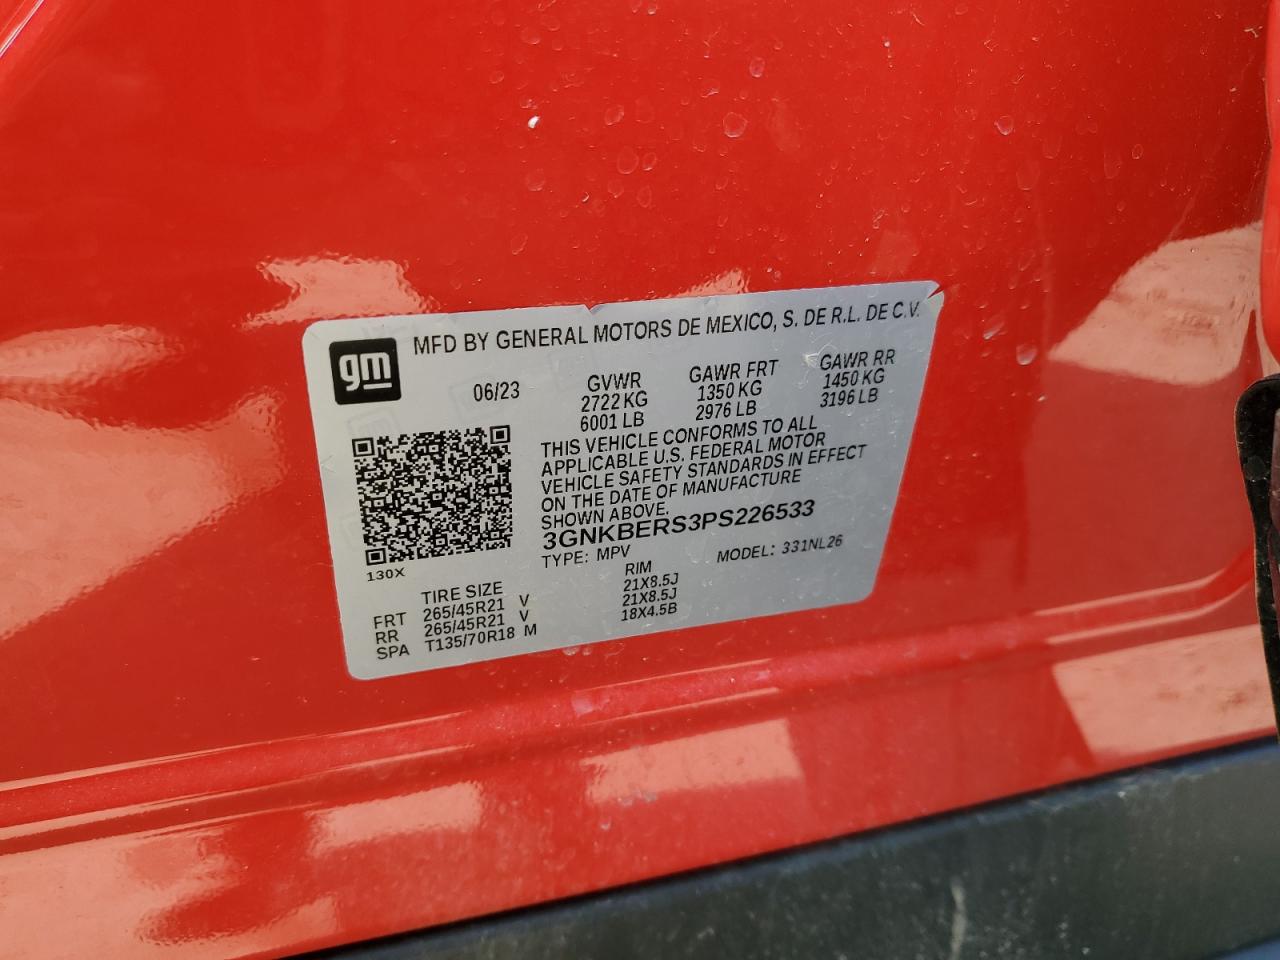 gm
MFD BY GENERAL MOTORS DE MEXICO, S. DE R.L. DE C.V.
06/23 GVWR GAWR FRT GAWR RR
2722 KG 1350 KG 1450 KG
6001 LB 2976 LB 3196 LB
THIS VEHICLE CONFORMS TO ALL
APPLICABLE U.S. FEDERAL MOTOR
VEHICLE SAFETY STANDARDS IN EFFECT
ON THE DATE OF MANUFACTURE
SHOWN ABOVE.
3GNKBERS3PS226533
TYPE: MPV MODEL: 331NL26
130X
TIRE SIZE RIM
FRT 265/45R21 V 21X8.5J
RR 265/45R21 V 21X8.5J
SPA T135/70R18 M 18X4.5B